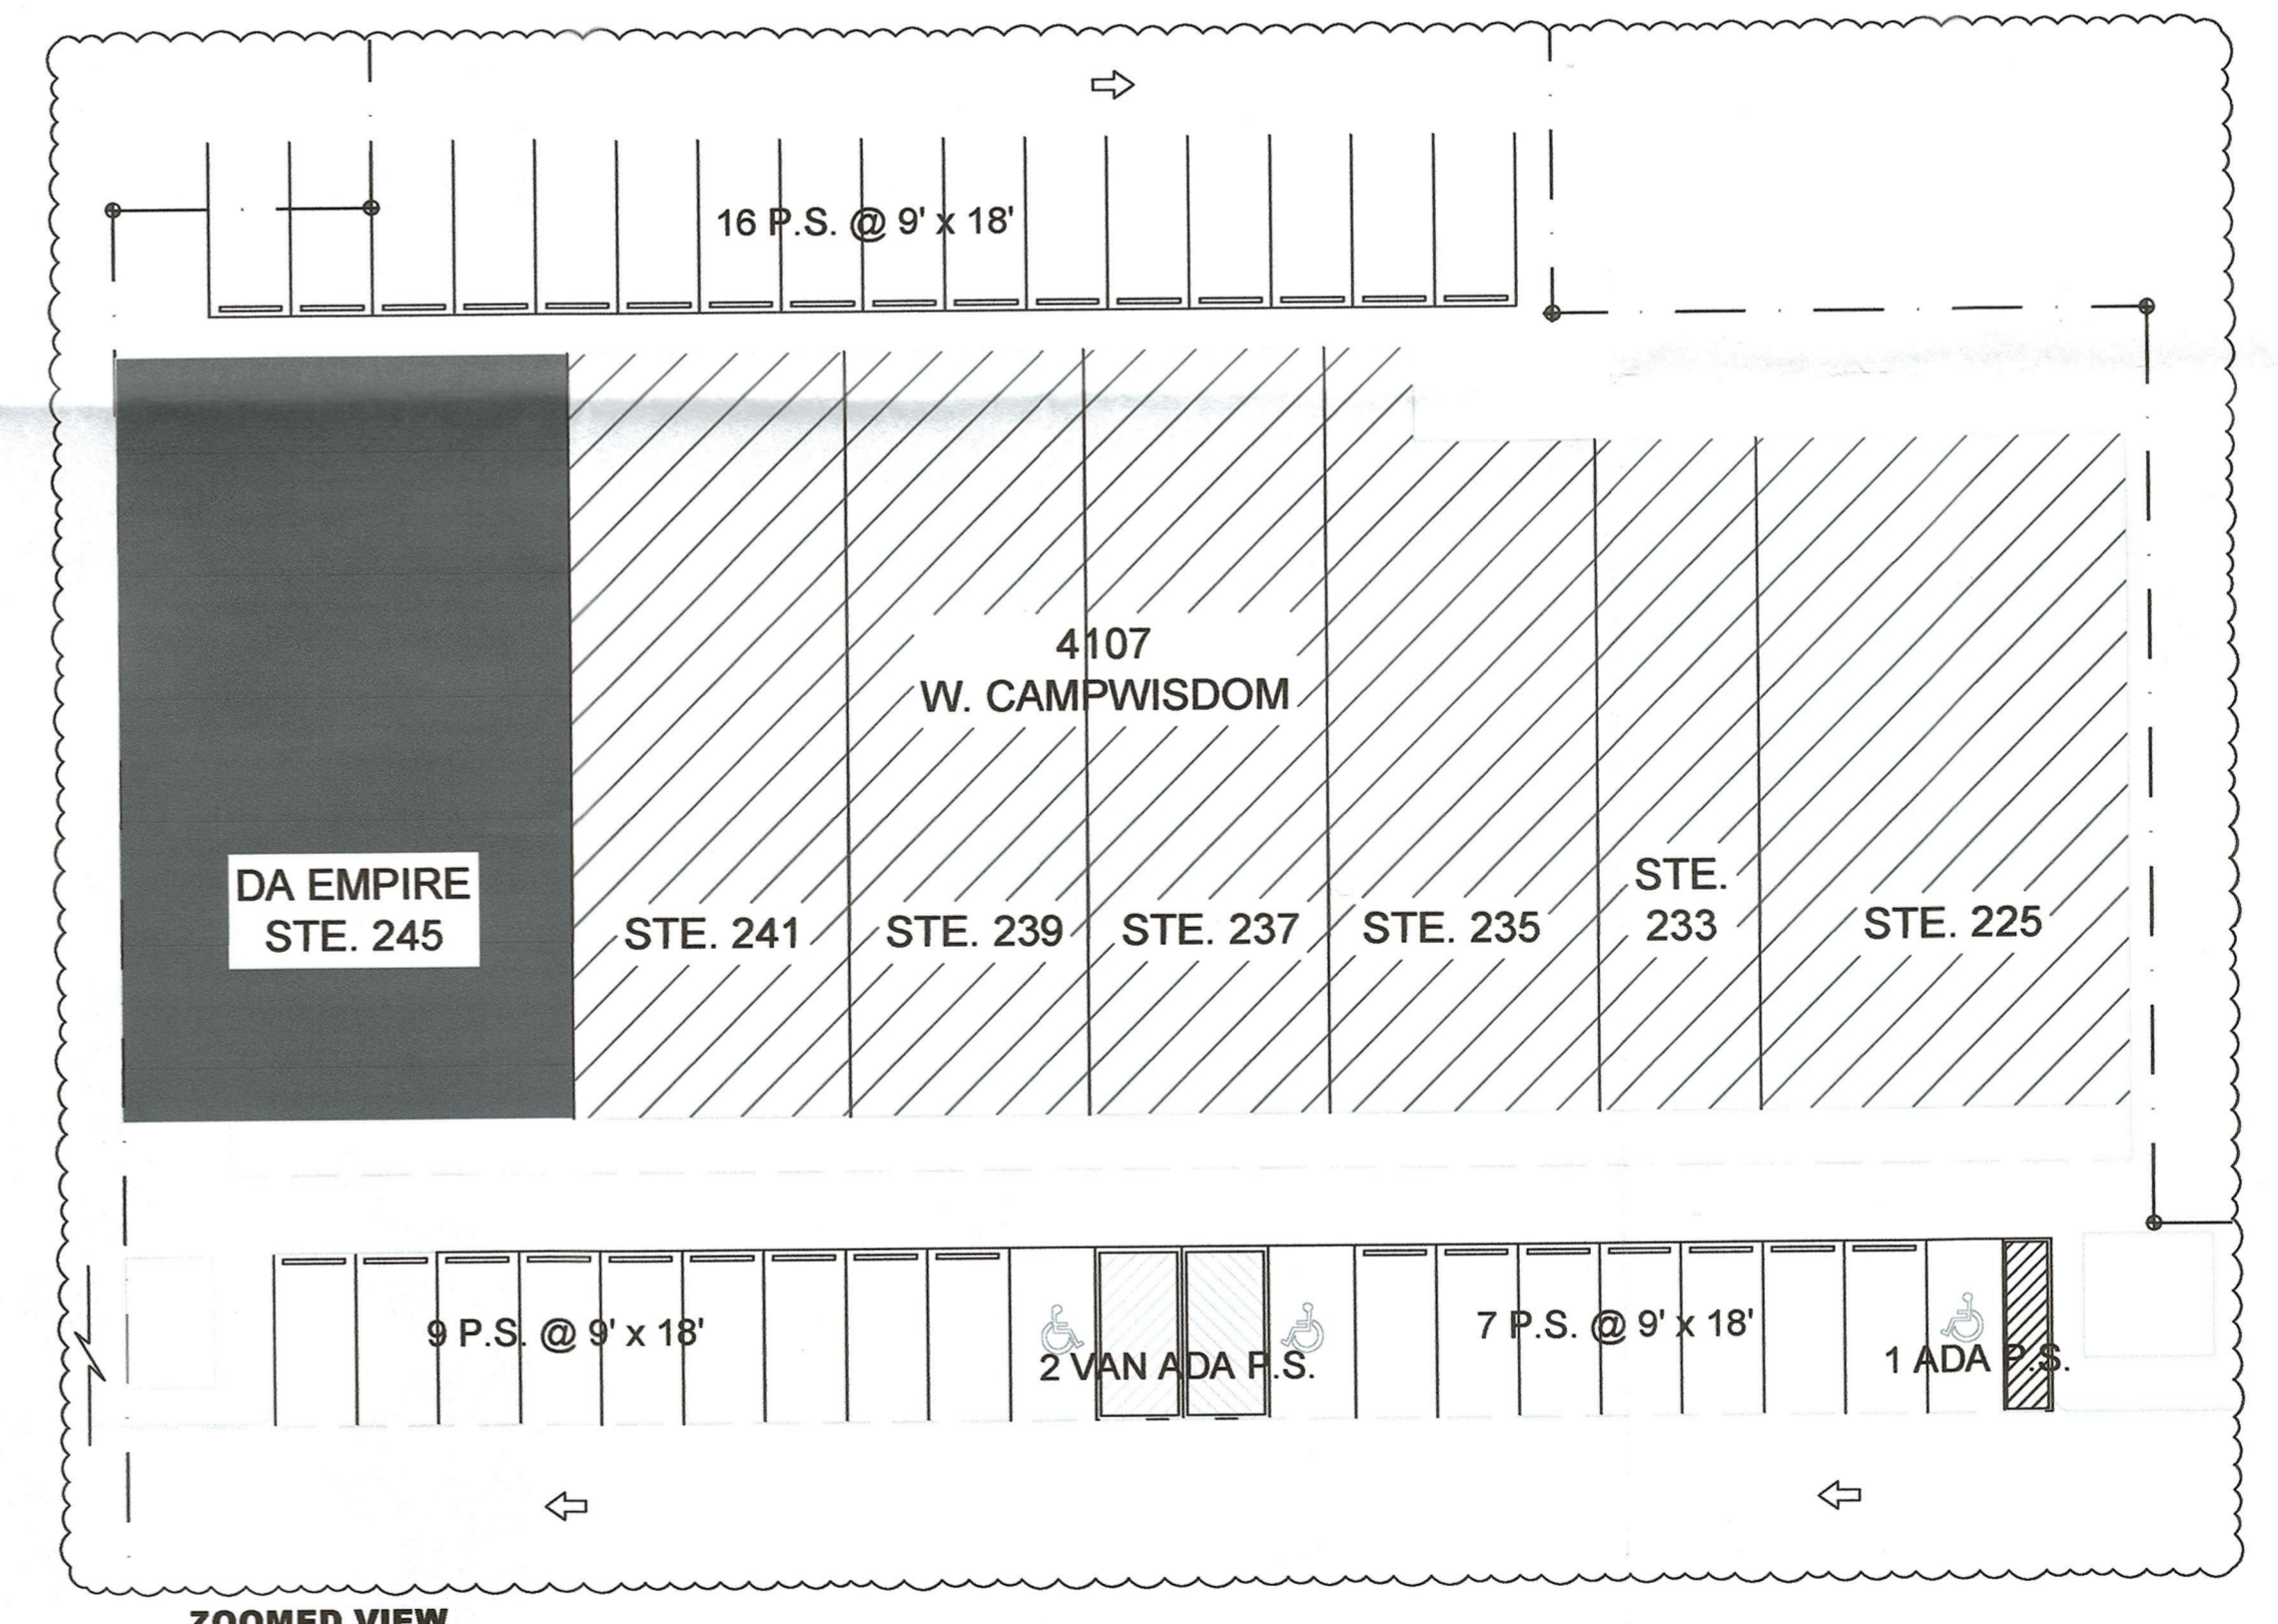 16 P.S. @ 9' x 18'
4107
W. CAMPWISDOM
DA EMPIRE
STE. 245
STE. 241
STE. 239
STE. 237
STE. 235
STE.
233
STE. 225
9 P.S. @ 9' x 18'
2 VAN ADA P.S.
7 P.S. @ 9' x 18'
1 ADA P.S.
ZOOMED VIEW